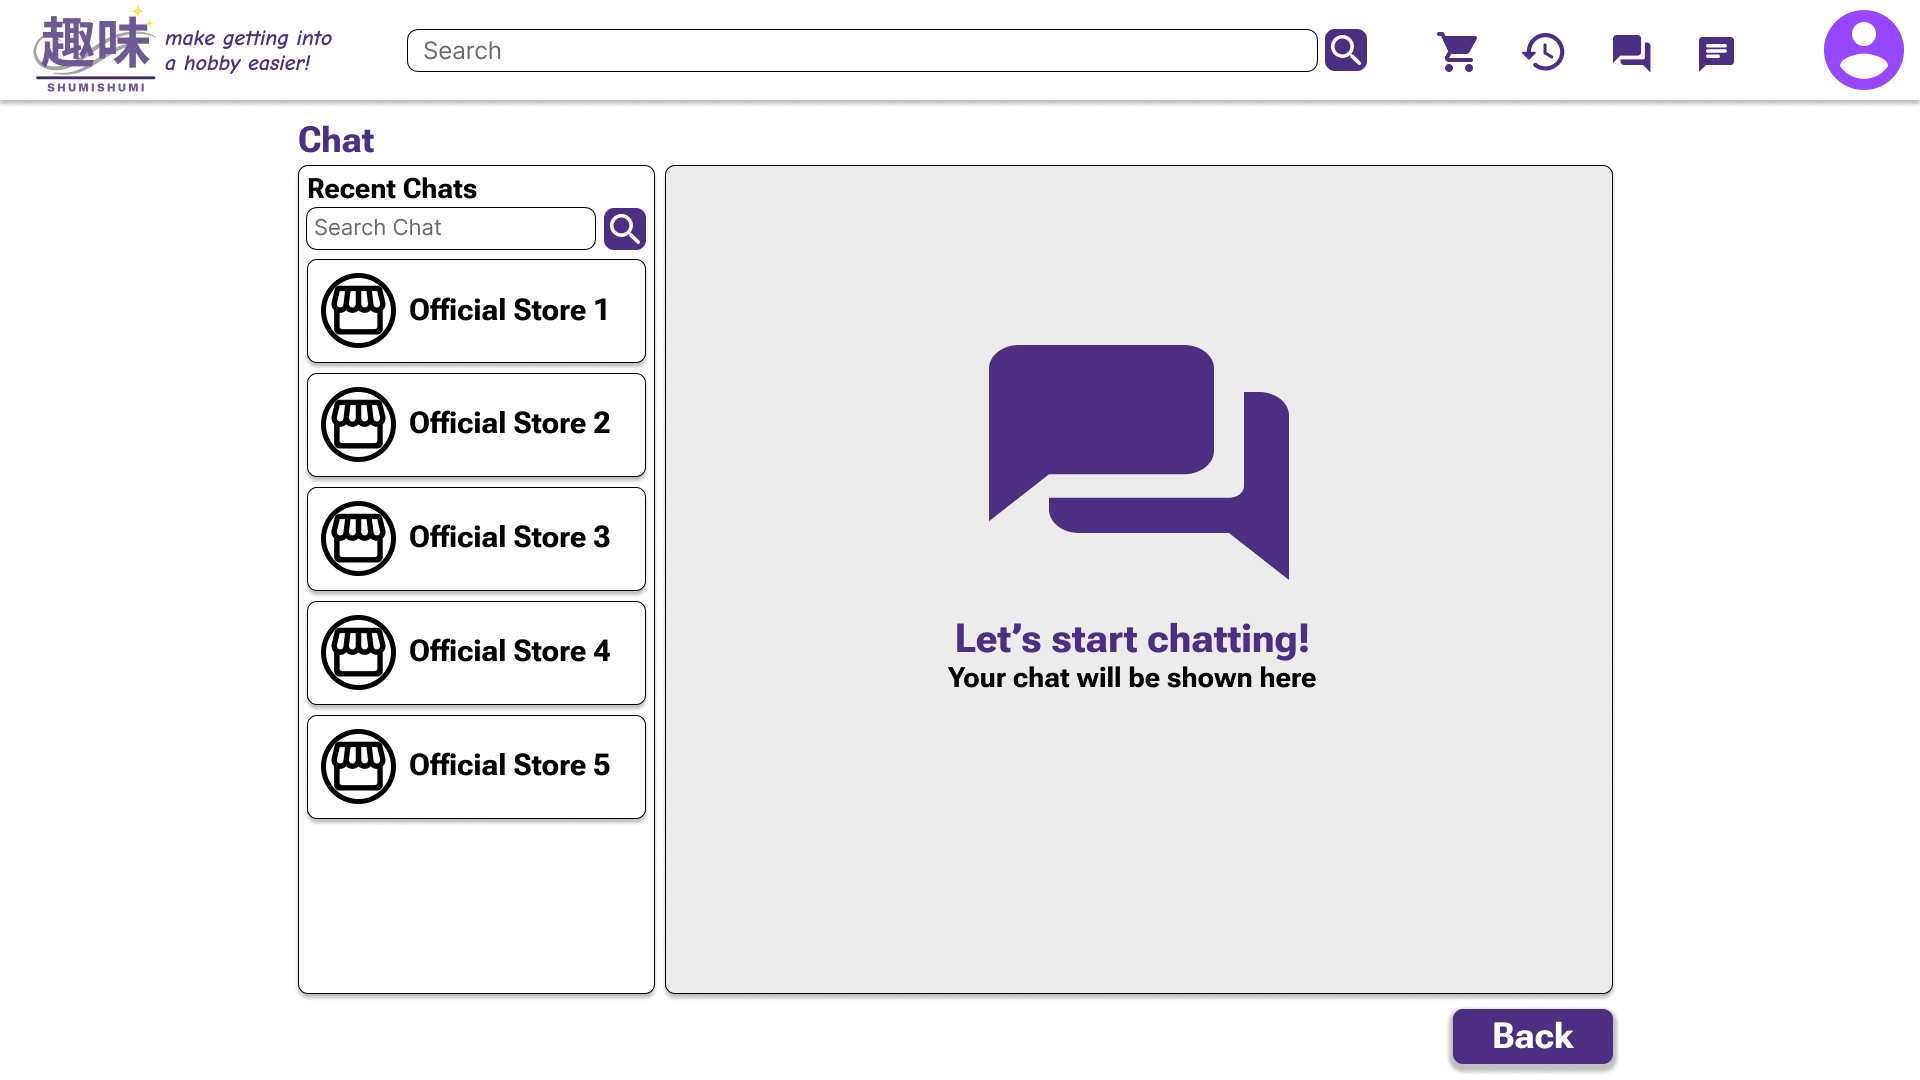 趣味
SHUMISHUMI
make getting into
a hobby easier!
Search
Chat
Recent Chats
Search Chat
Official Store 1
Official Store 2
Official Store 3
Official Store 4
Official Store 5
Let’s start chatting!
Your chat will be shown here
Back